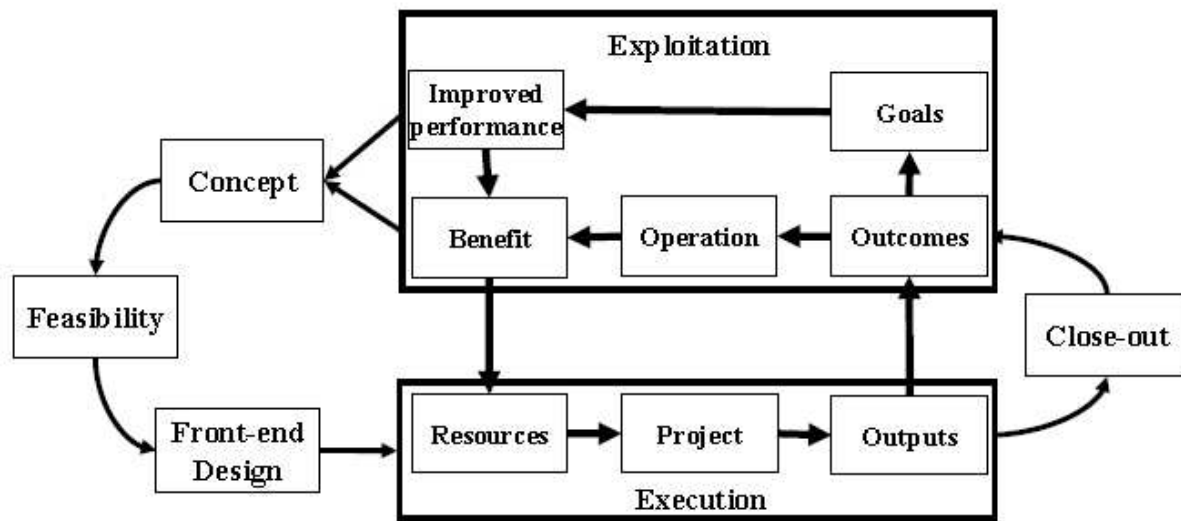 Exploitation
Improved
performance
Goals
Concept
Benefit
Operation
Outcomes
Feasibility
Close-out
Front-end
Design
Resources
Project
Outputs
Execution